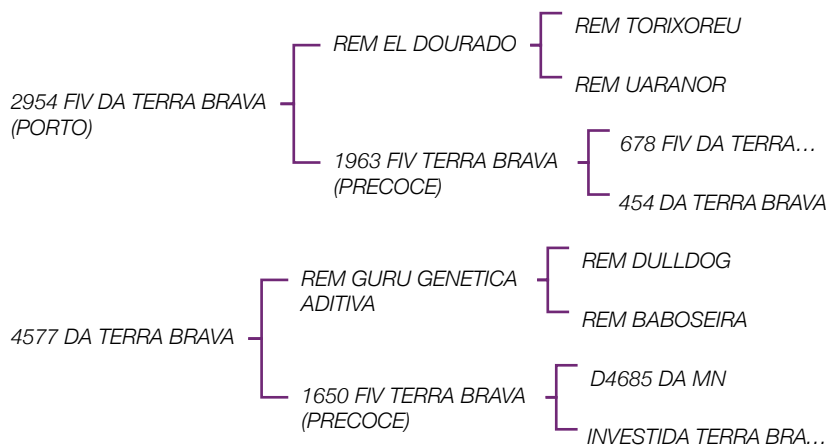 REM TORIXOREU
REM EL DOURADO
REM UARANOR
2954 FIV DA TERRA BRAVA
(PORTO)
678 FIV DA TERRA...
1963 FIV TERRA BRAVA
(PRECOCE)
454 DA TERRA BRAVA
REM DULLDOG
REM GURU GENETICA
ADITIVA
REM BABOSEIRA
4577 DA TERRA BRAVA
D4685 DA MN
1650 FIV TERRA BRAVA
(PRECOCE)
INVESTIDA TERRA BRA...